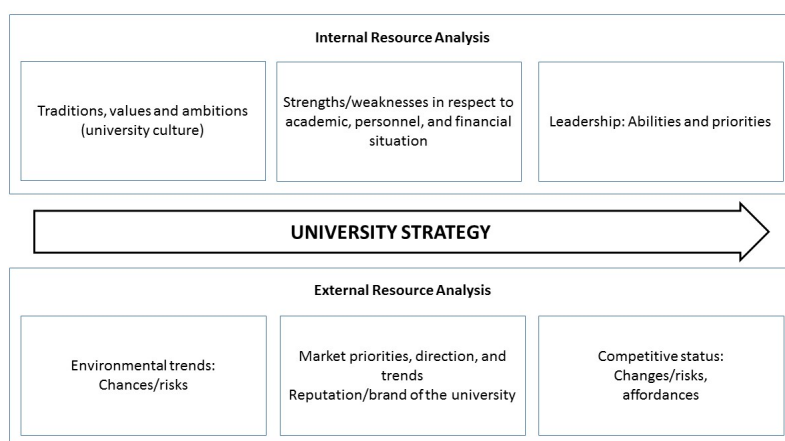 Internal Resource Analysis
Traditions, values and ambitions
(university culture)
Strengths/weaknesses in respect to
academic, personnel, and financial
situation
Leadership: Abilities and priorities
UNIVERSITY STRATEGY
External Resource Analysis
Environmental trends:
Chances/risks
Market priorities, direction, and
trends
Reputation/brand of the university
Competitive status:
Changes/risks,
affordances